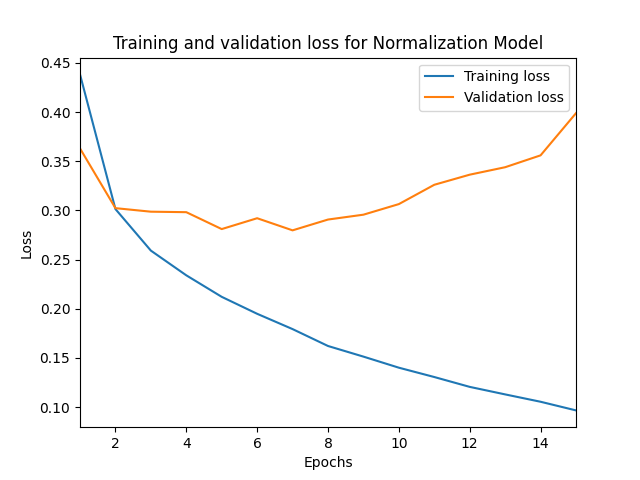 Training and validation loss for Normalization Model
Training loss
Validation loss
0.45
0.40
0.35
0.30
0.25
0.20
0.15
0.10
Loss
2 4 6 8 10 12 14
Epochs